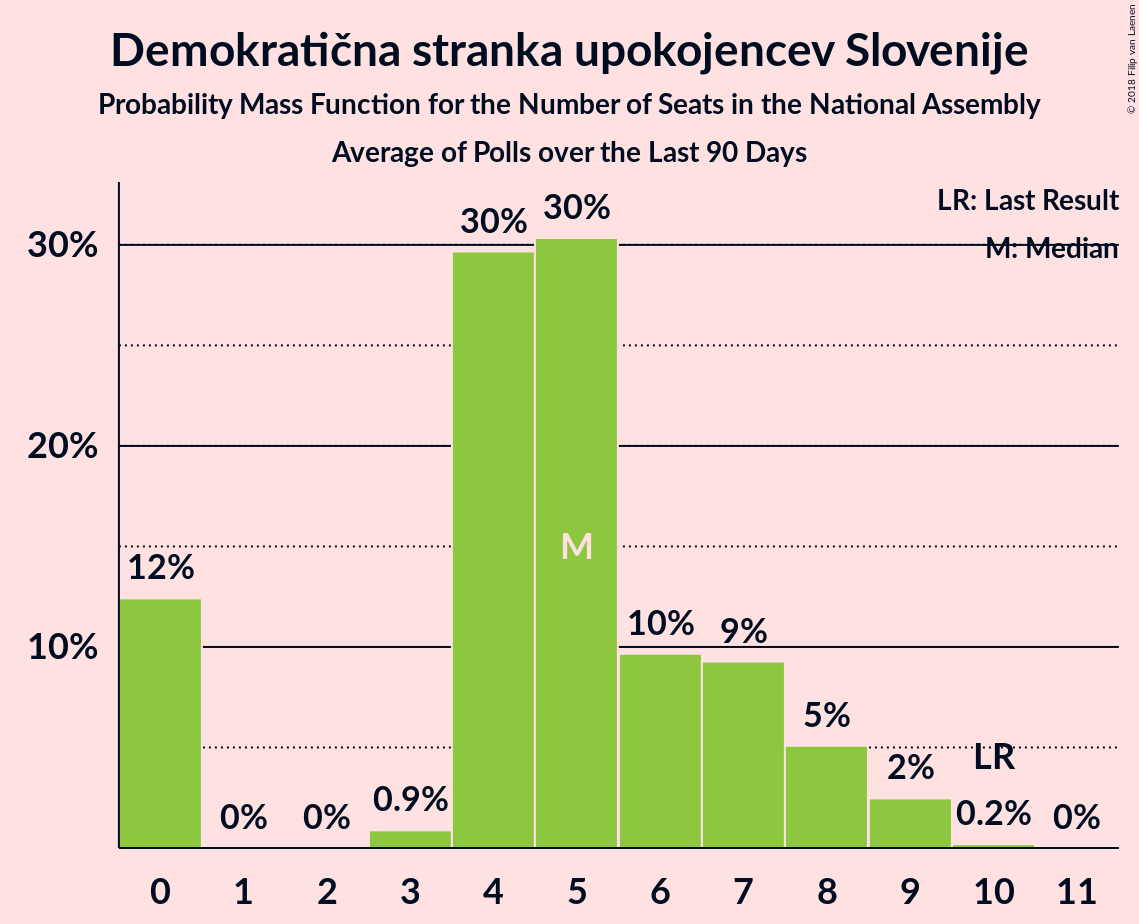 Demokratična stranka upokojencev Slovenije
Probability Mass Function for the Number of Seats in the National Assembly
Average of Polls over the Last 90 Days
© 2018 Filip van Laenen
LR: Last Result
M: Median
30%
20%
10%
12%
0%
0%
0.9%
30%
30%
M
10%
9%
5%
2%
LR
0.2%
0%
0 1 2 3 4 5 6 7 8 9 10 11